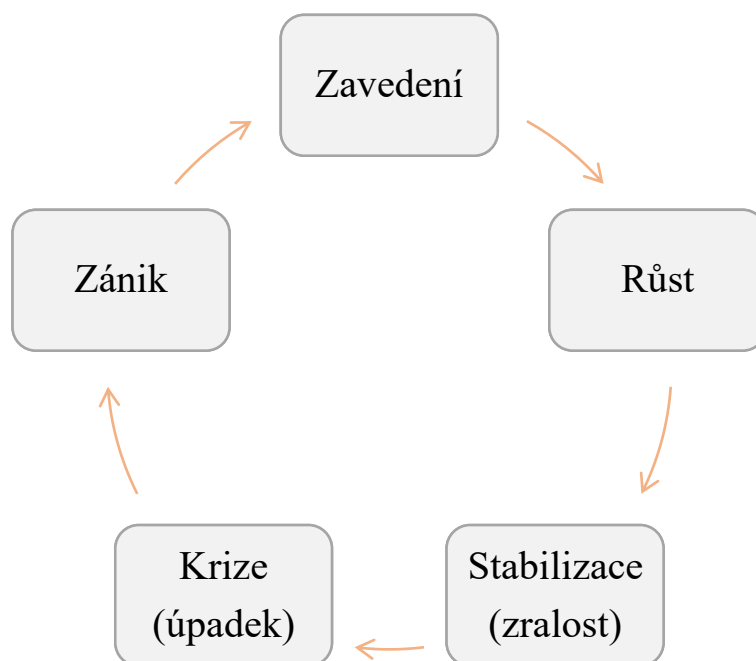 Zavedení
Růst
Stabilizace
(zralost)
Krize
(úpadek)
Zánik